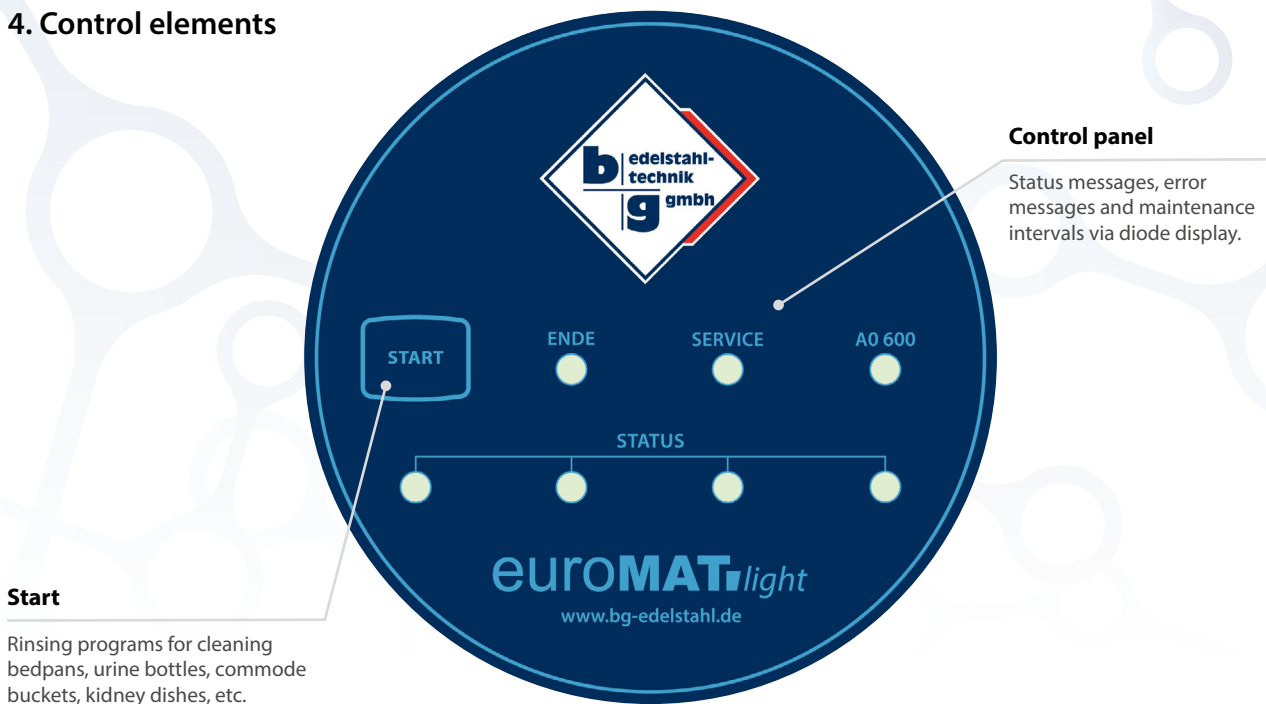 4. Control elements
b edelstahl-
technik
g gmbh
Control panel
Status messages, error
messages and maintenance
intervals via diode display.
START
ENDE
SERVICE
A0 600
STATUS
euroMAT light
www.bg-edelstahl.de
Start
Rinsing programs for cleaning
bedpans, urine bottles, commode
buckets, kidney dishes, etc.